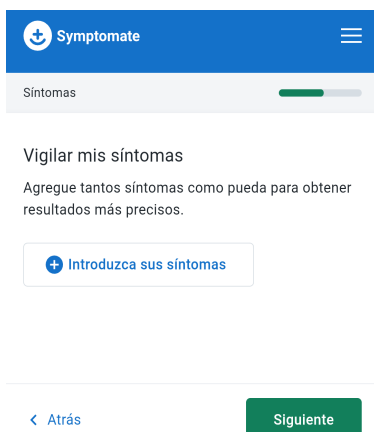 Symptomate
Síntomas
Vigilar mis síntomas
Agregue tantos síntomas como pueda para obtener
resultados más precisos.
Introduzca sus síntomas
Atrás
Siguiente